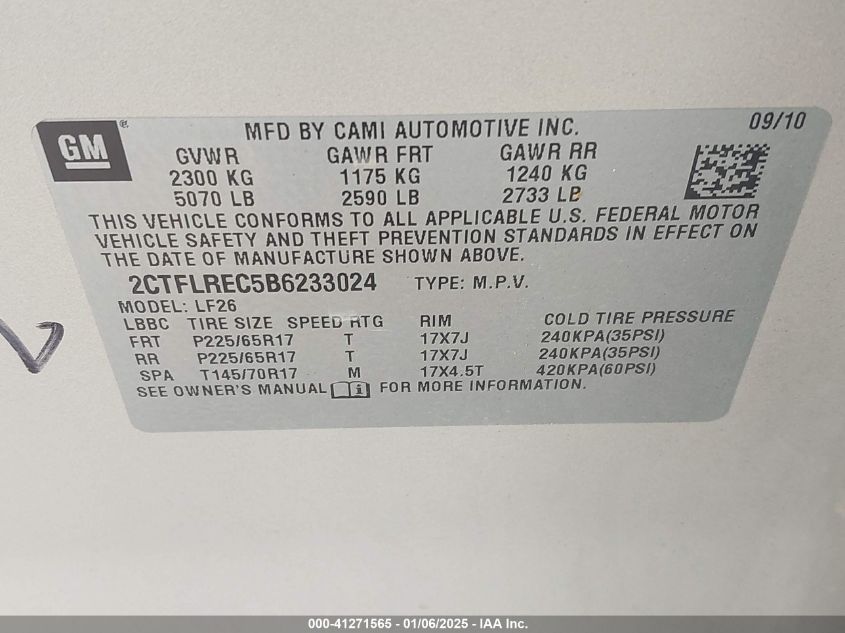 GM ®
MFD BY CAMI AUTOMOTIVE INC. 09/10
GVWR GAWR FRT GAWR RR
2300 KG 1175 KG 1240 KG
5070 LB 2590 LB 2733 LB
THIS VEHICLE CONFORMS TO ALL APPLICABLE U.S. FEDERAL MOTOR
VEHICLE SAFETY AND THEFT PREVENTION STANDARDS IN EFFECT ON
THE DATE OF MANUFACTURE SHOWN ABOVE.
2CTFLREC5B6233024 TYPE: M.P.V.
MODEL: LF26
LBBC TIRE SIZE SPEED RTG RIM COLD TIRE PRESSURE
FRT P225/65R17 T 17X7J 240KPA(35PSI)
RR P225/65R17 T 17X7J 240KPA(35PSI)
SPA T145/70R17 M 17X4.5T 420KPA(60PSI)
SEE OWNER'S MANUAL FOR MORE INFORMATION.
000-41271565 - 01/06/2025 - IAA Inc.